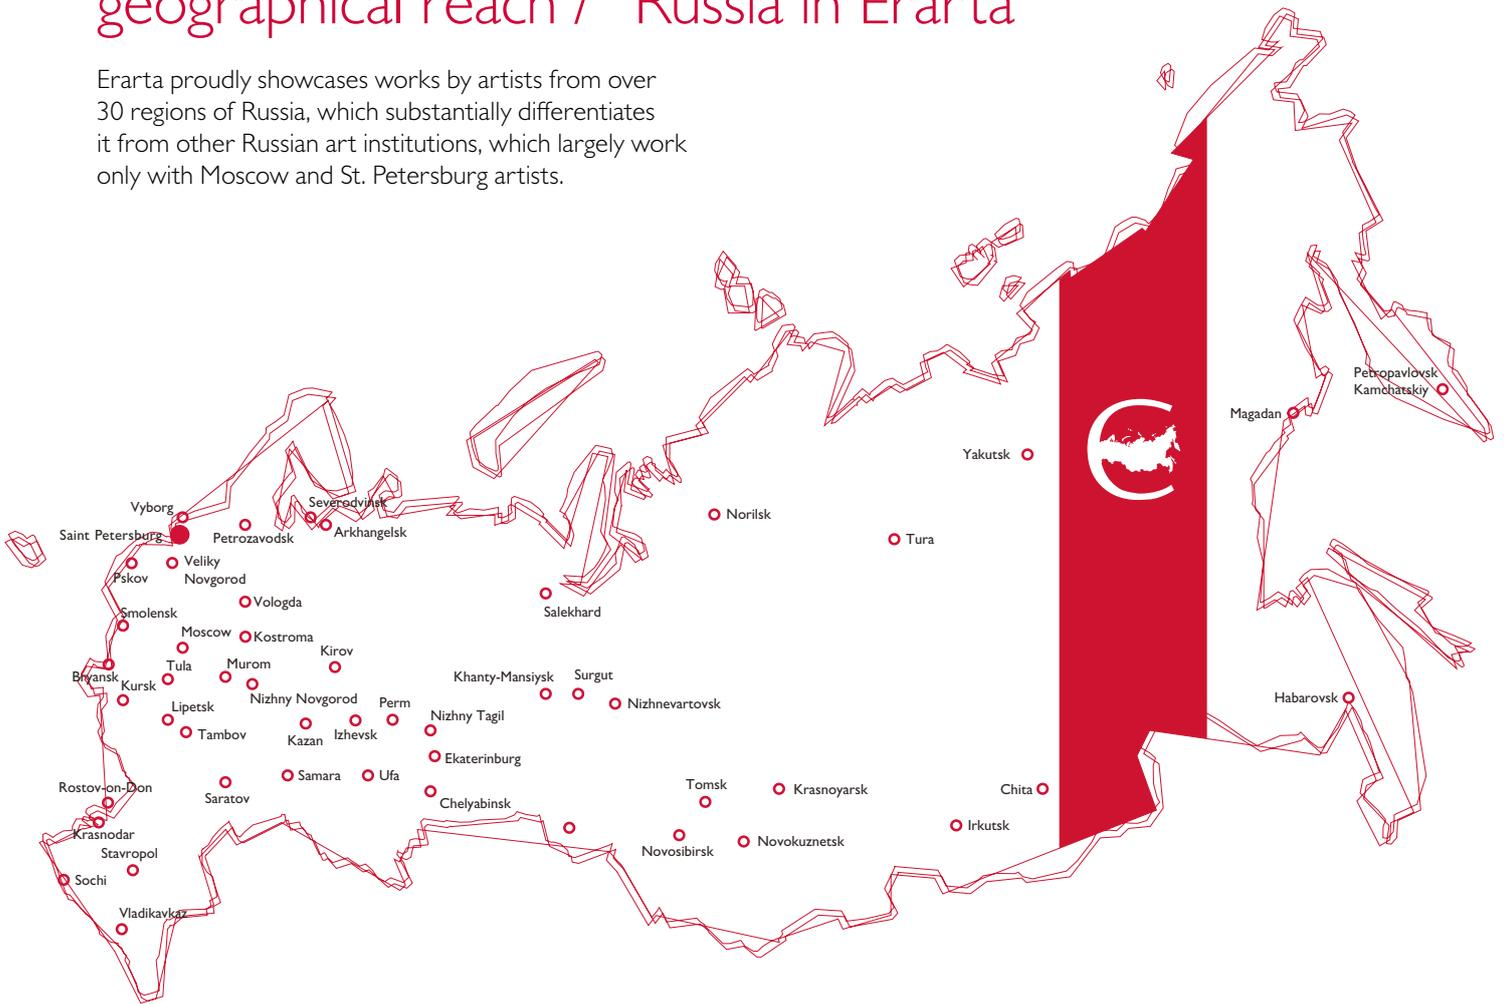 geographical reach / "Russia in Erarta"
Erarta proudly showcases works by artists from over
30 regions of Russia, which substantially differentiates
it from other Russian art institutions, which largely work
only with Moscow and St. Petersburg artists.
Petropavlovsk
Kamchatskiy
Magadan
Yakutsk
Vyborg
Severodvinsk
Norilsk
Saint Petersburg
Petrozavodsk
Arkhangelsk
Tura
Veliky
Novgorod
Pskov
Vologda
Salekhard
Smolensk
Moscow
Kostroma
Kirov
Tula
Murom
Bryansk
Kursk
Khanty-Mansiysk
Surgut
Nizhny Novgorod
Nizhnevartovsk
Habarovsk
Lipetsk
Perm
Nizhny Tagil
Tambov
Kazan
Izhevsk
Ekaterinburg
Samara
Ufa
Rostov-on-Don
Saratov
Chelyabinsk
Tomsk
Krasnoyarsk
Chita
Irkutsk
Krasnodar
Novosibirsk
Novokuznetsk
Stavropol
Sochi
Vladikavkaz